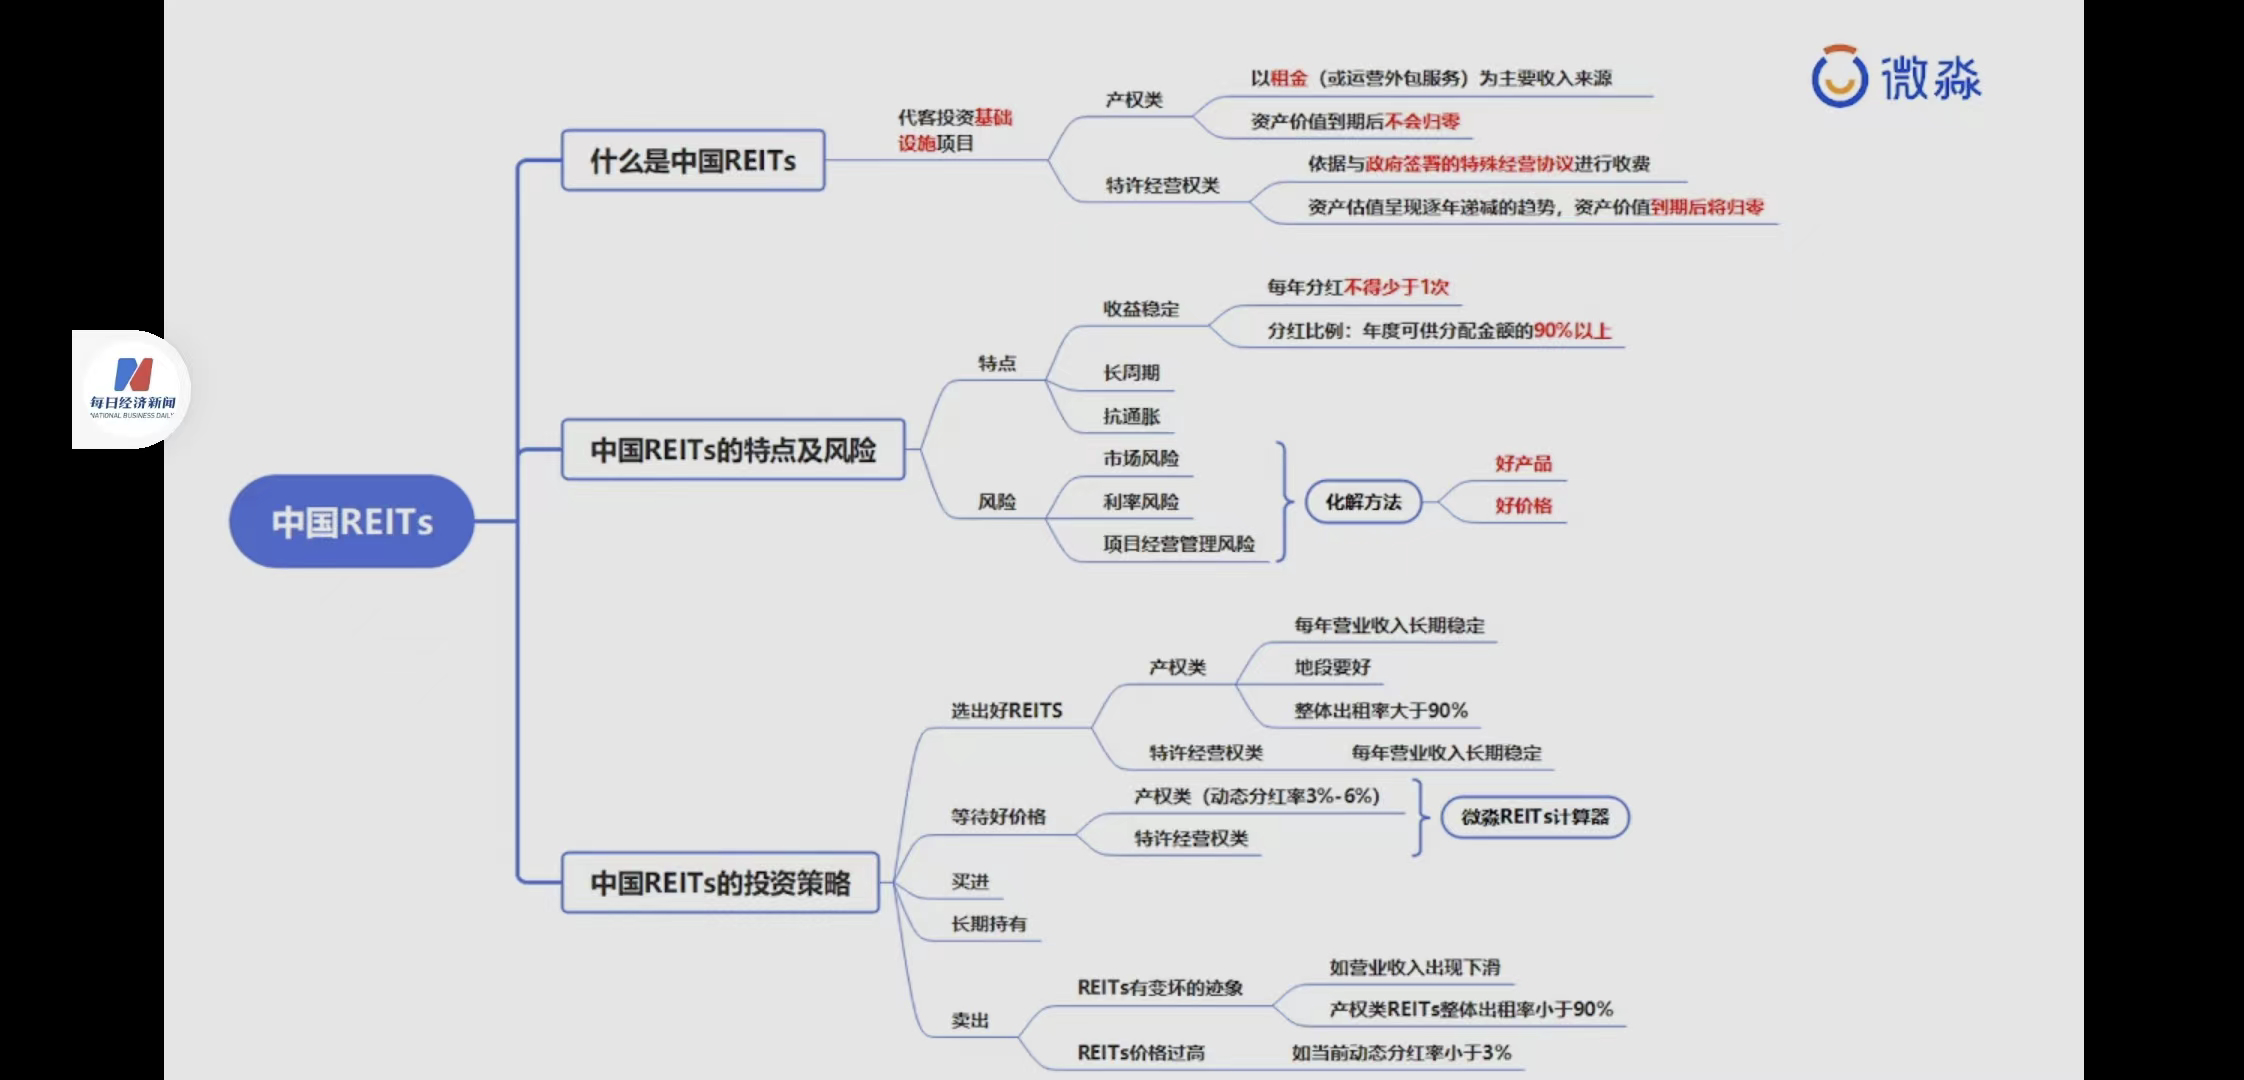 微淼
每日经济新闻
NATIONAL BUSINESS DAILY
中国REITs
什么是中国REITs
代客投资基础
设施项目
产权类
以租金（或运营外包服务）为主要收入来源
资产价值到期后不会归零
特许经营权类
依据与政府签署的特殊经营协议进行收费
资产估值呈现逐年递减的趋势，资产价值到期后将归零
中国REITs的特点及风险
特点
收益稳定
每年分红不得少于1次
分红比例：年度可供分配金额的90%以上
长周期
抗通胀
风险
市场风险
利率风险
项目经营管理风险
化解方法
好产品
好价格
中国REITs的投资策略
选出好REITS
产权类
每年营业收入长期稳定
地段要好
整体出租率大于90%
特许经营权类
每年营业收入长期稳定
等待好价格
产权类（动态分红率3%-6%）
特许经营权类
微淼REITs计算器
买进
长期持有
卖出
REITs有变坏的迹象
如营业收入出现下滑
产权类REITs整体出租率小于90%
REITs价格过高
如当前动态分红率小于3%